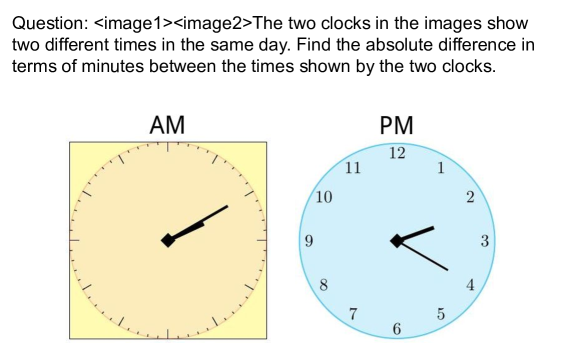 Question: <image1><image2>The two clocks in the images show
two different times in the same day. Find the absolute difference in
terms of minutes between the times shown by the two clocks.
AM
PM
12
11
1
10
2
9
3
8
4
7
5
6